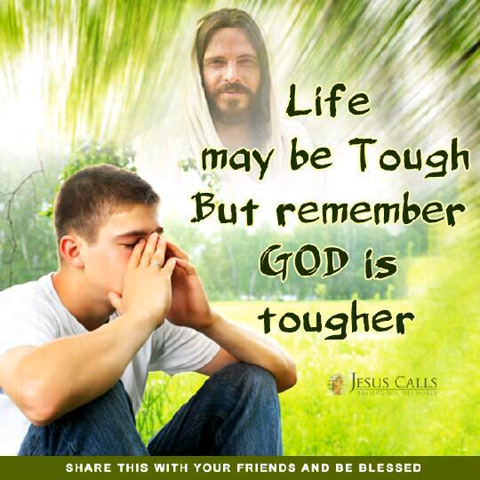 Life
may be Tough
But remember
GOD is
tougher
JESUS CALLS
SHARE THIS WITH YOUR FRIENDS AND BE BLESSED